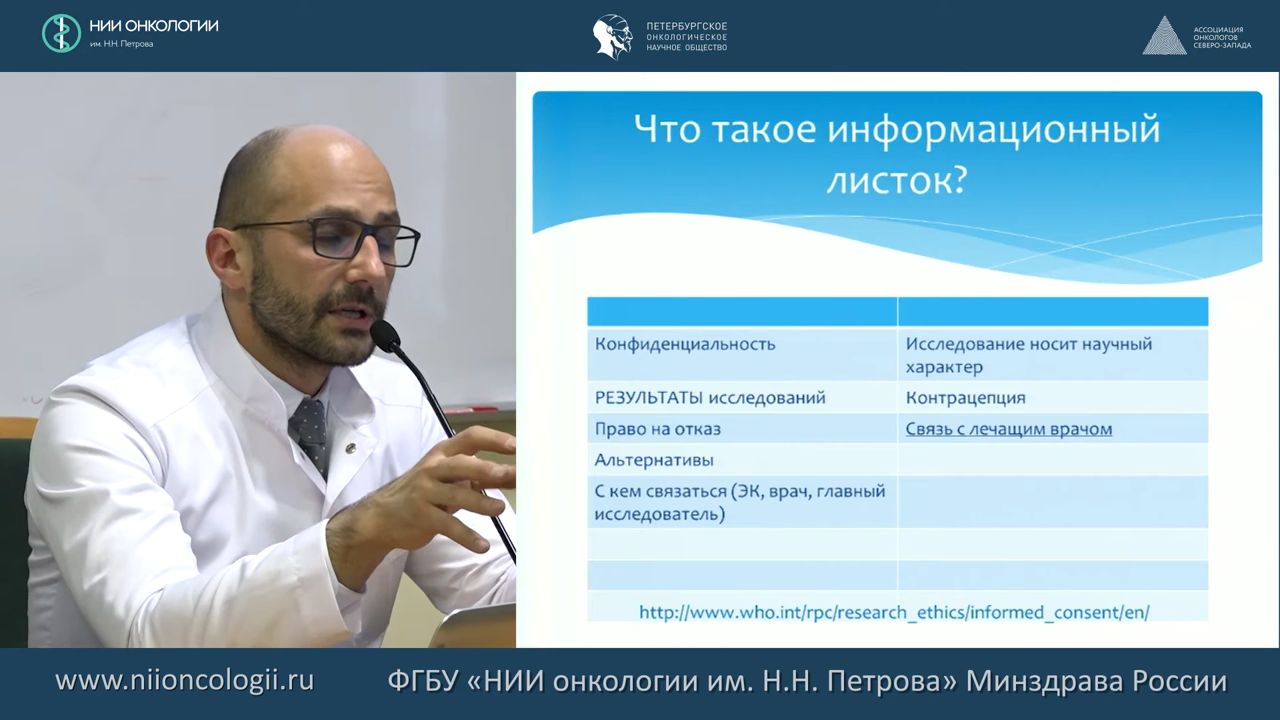 НИИ ОНКОЛОГИИ
им. Н.Н. Петрова
ПЕТЕРБУРГСКОЕ
ОНКОЛОГИЧЕСКОЕ
НАУЧНОЕ ОБЩЕСТВО
АССОЦИАЦИЯ
ОНКОЛОГОВ
СЕВЕРО-ЗАПАДА
Что такое информационный
листок?
Конфиденциальность
Исследование носит научный
характер
РЕЗУЛЬТАТЫ исследований
Контрацепция
Право на отказ
Связь с лечащим врачом
Альтернативы
С кем связаться (ЭК, врач, главный
исследователь)
http://www.who.int/rpc/research_ethics/informed_consent/en/
www.niioncologii.ru
ФГБУ «НИИ онкологии им. Н.Н. Петрова» Минздрава России